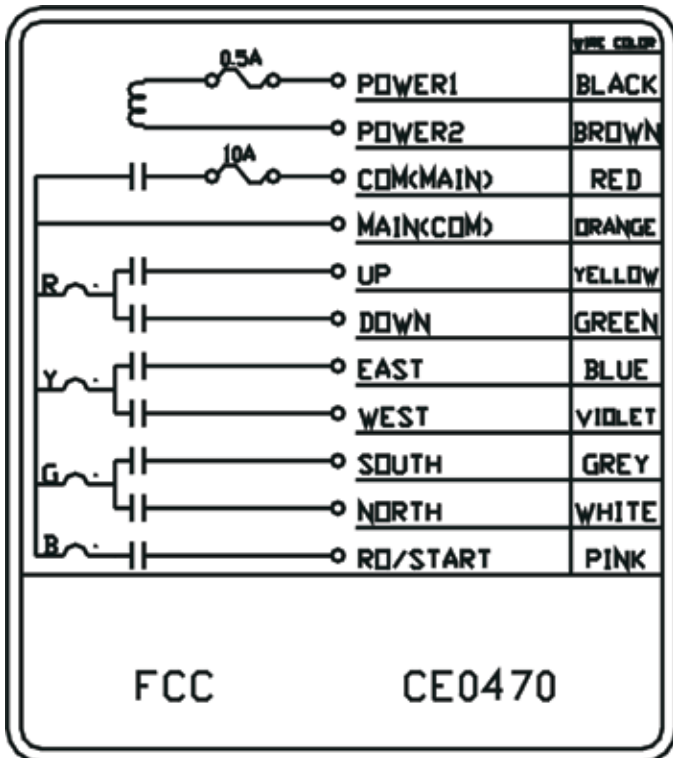 WIRE COLOR
0.5A POWER1 BLACK
POWER2 BROWN
10A COM(MAIN) RED
MAIN(COM) ORANGE
R UP YELLOW
DOWN GREEN
Y EAST BLUE
WEST VIOLET
G SOUTH GREY
NORTH WHITE
B RO/START PINK
FCC CE0470